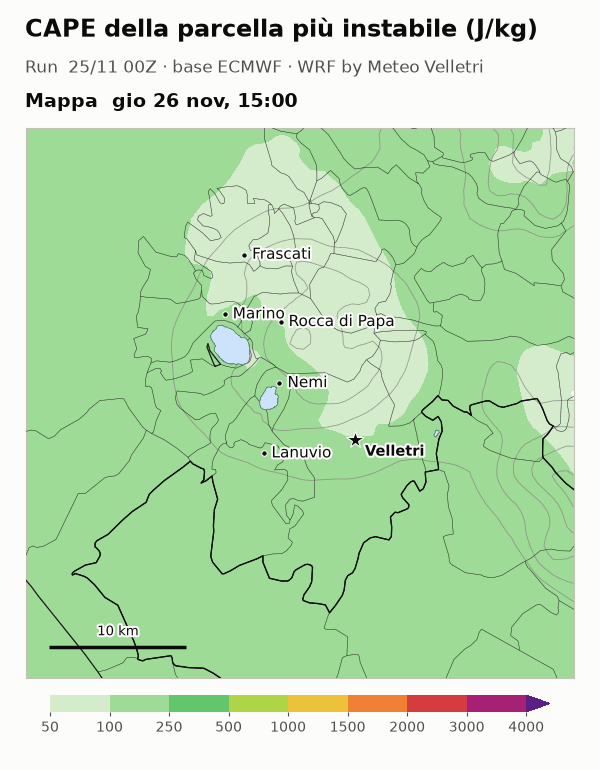 CAPE della parcella più instabile (J/kg)
Run  25/11 00Z · base ECMWF · WRF by Meteo Velletri
Mappa  gio 26 nov, 15:00
Frascati
Marino
Rocca di Papa
Nemi
Lanuvio
Velletri
10 km
50 100 250 500 1000 1500 2000 3000 4000